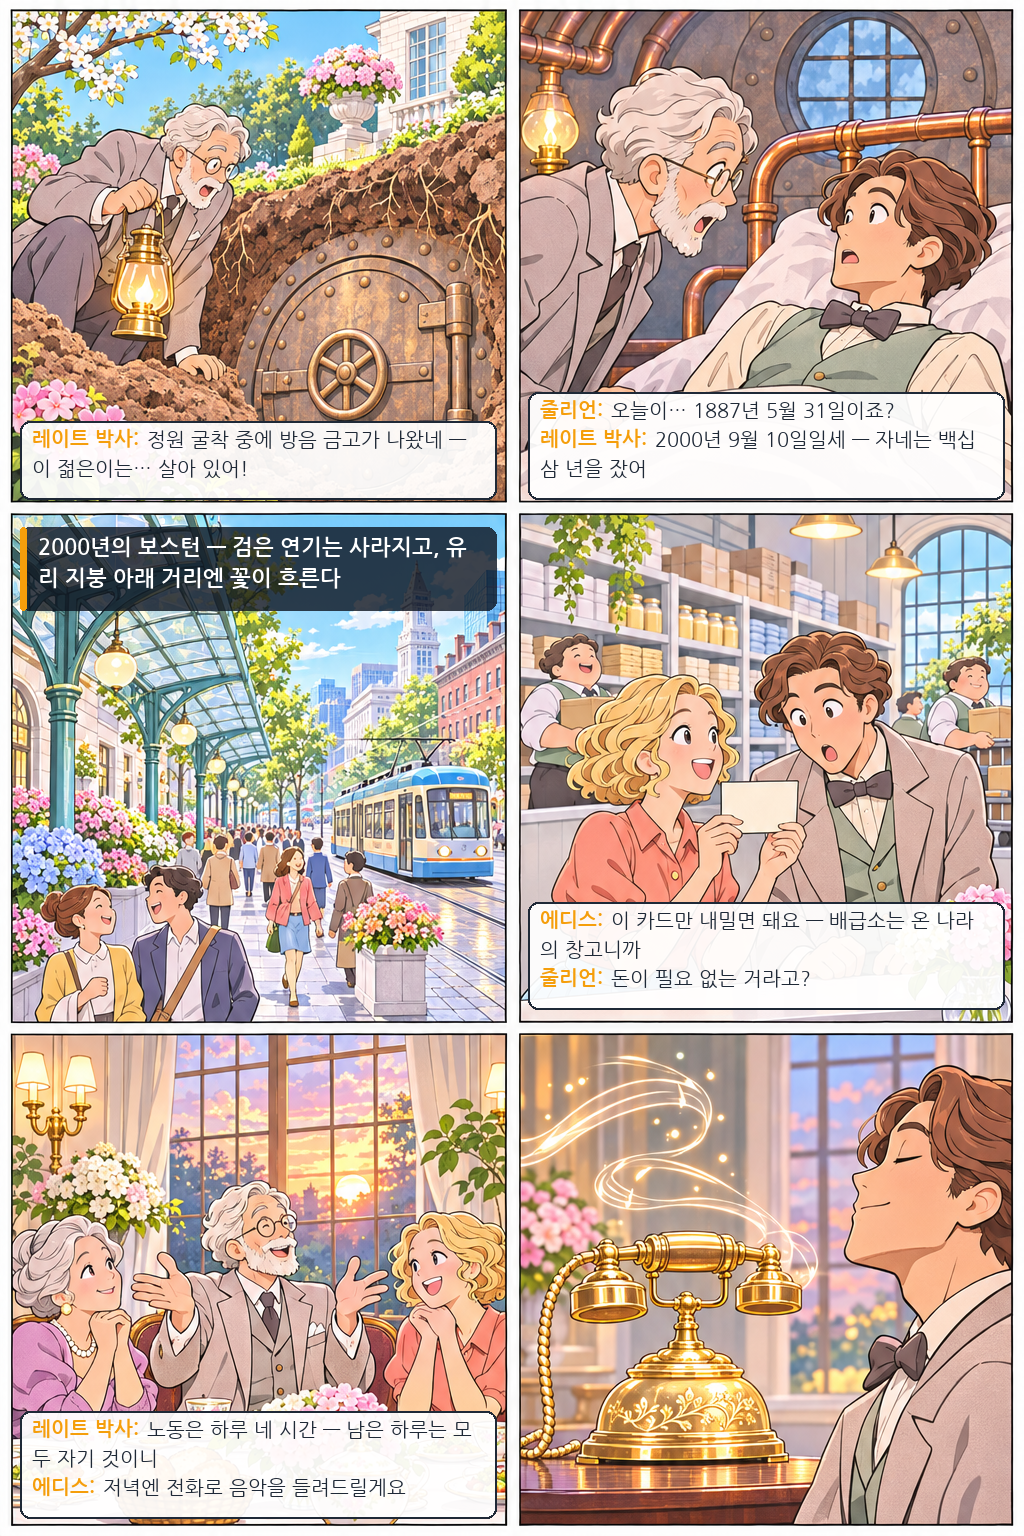 레이트 박사: 정원 굴착 중에 방음 금고가 나왔네 —
이 젊은이는… 살아 있어!
줄리언: 오늘이… 1887년 5월 31일이죠?
레이트 박사: 2000년 9월 10일일세 — 자네는 백십
삼 년을 잤어
2000년의 보스턴 — 검은 연기는 사라지고, 유
리 지붕 아래 거리엔 꽃이 흐른다
에디스: 이 카드만 내밀면 돼요 — 배급소는 온 나라
의 창고니까
줄리언: 돈이 필요 없는 거라고?
레이트 박사: 노동은 하루 네 시간 — 남은 하루는 모
두 자기 것이니
에디스: 저녁엔 전화로 음악을 들려드릴게요